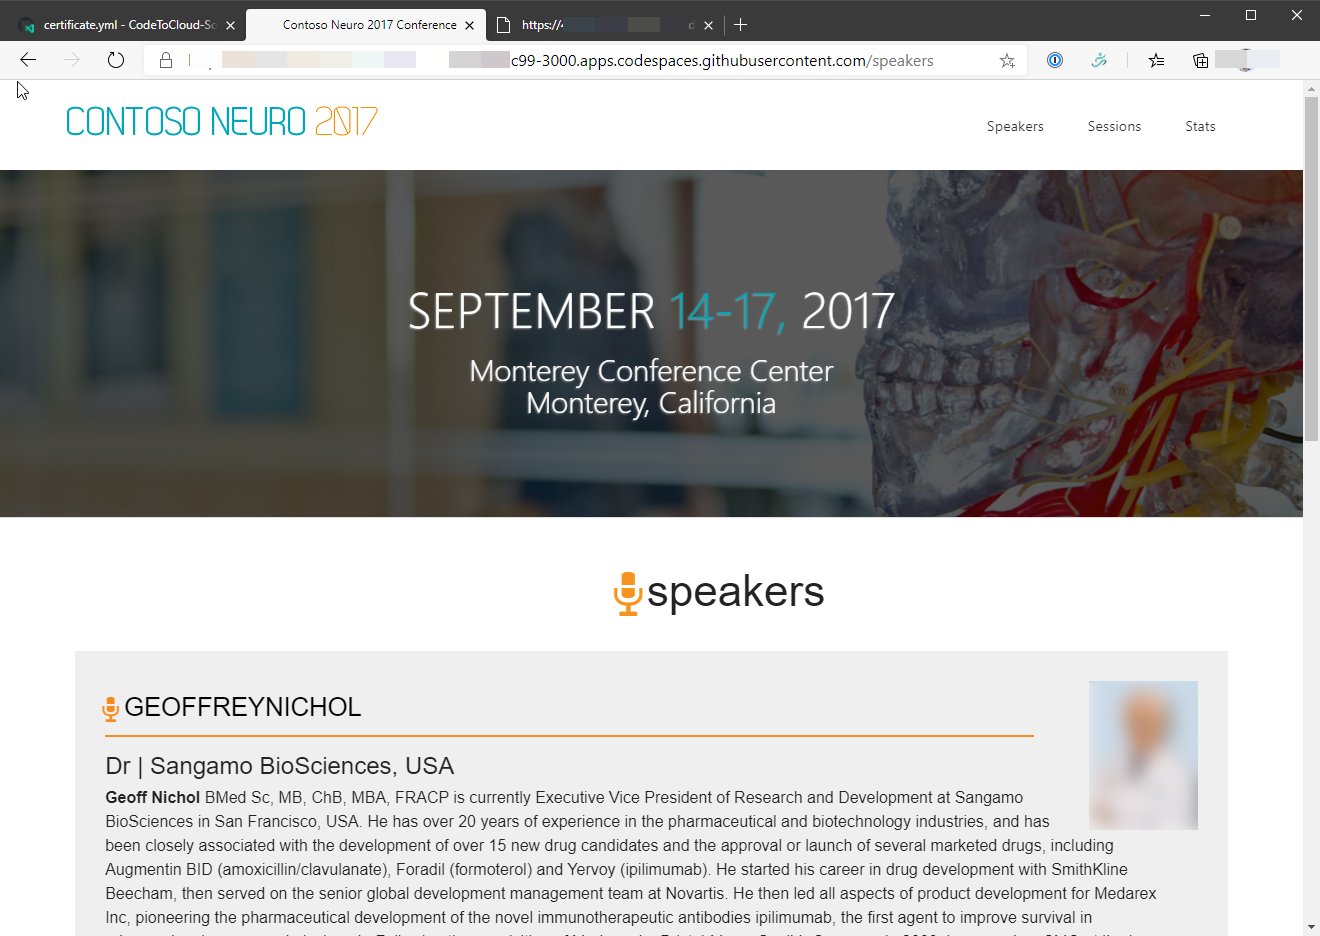 certificate.yml - CodeToCloud-So
Contoso Neuro 2017 Conference
https://
c99-3000.apps.codespaces.githubusercontent.com/speakers
CONTOSO NEURO 2017
Speakers
Sessions
Stats
SEPTEMBER 14-17, 2017
Monterey Conference Center
Monterey, California
speakers
GEOFFREYNICHOL
Dr | Sangamo BioSciences, USA
Geoff Nichol BMed Sc, MB, ChB, MBA, FRACP is currently Executive Vice President of Research and Development at Sangamo
BioSciences in San Francisco, USA. He has over 20 years of experience in the pharmaceutical and biotechnology industries, and has
been closely associated with the development of over 15 new drug candidates and the approval or launch of several marketed drugs, including
Augmentin BID (amoxicillin/clavulanate), Foradil (formoterol) and Yervoy (ipilimumab). He started his career in drug development with SmithKline
Beecham, then served on the senior global development management team at Novartis. He then led all aspects of product development for Medarex
Inc, pioneering the pharmaceutical development of the novel immunotherapeutic antibodies ipilimumab, the first agent to improve survival in